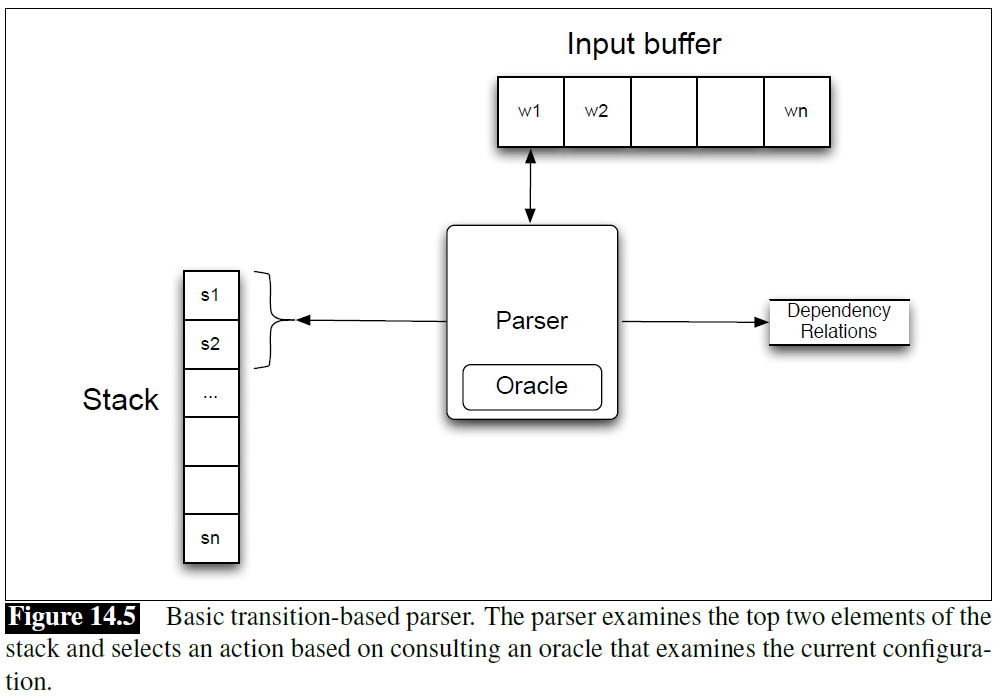 Input buffer
w1 w2 wn
s1
s2
...
sn
Stack
Parser
Oracle
Dependency
Relations
Figure 14.5 Basic transition-based parser. The parser examines the top two elements of the
stack and selects an action based on consulting an oracle that examines the current configura-
tion.